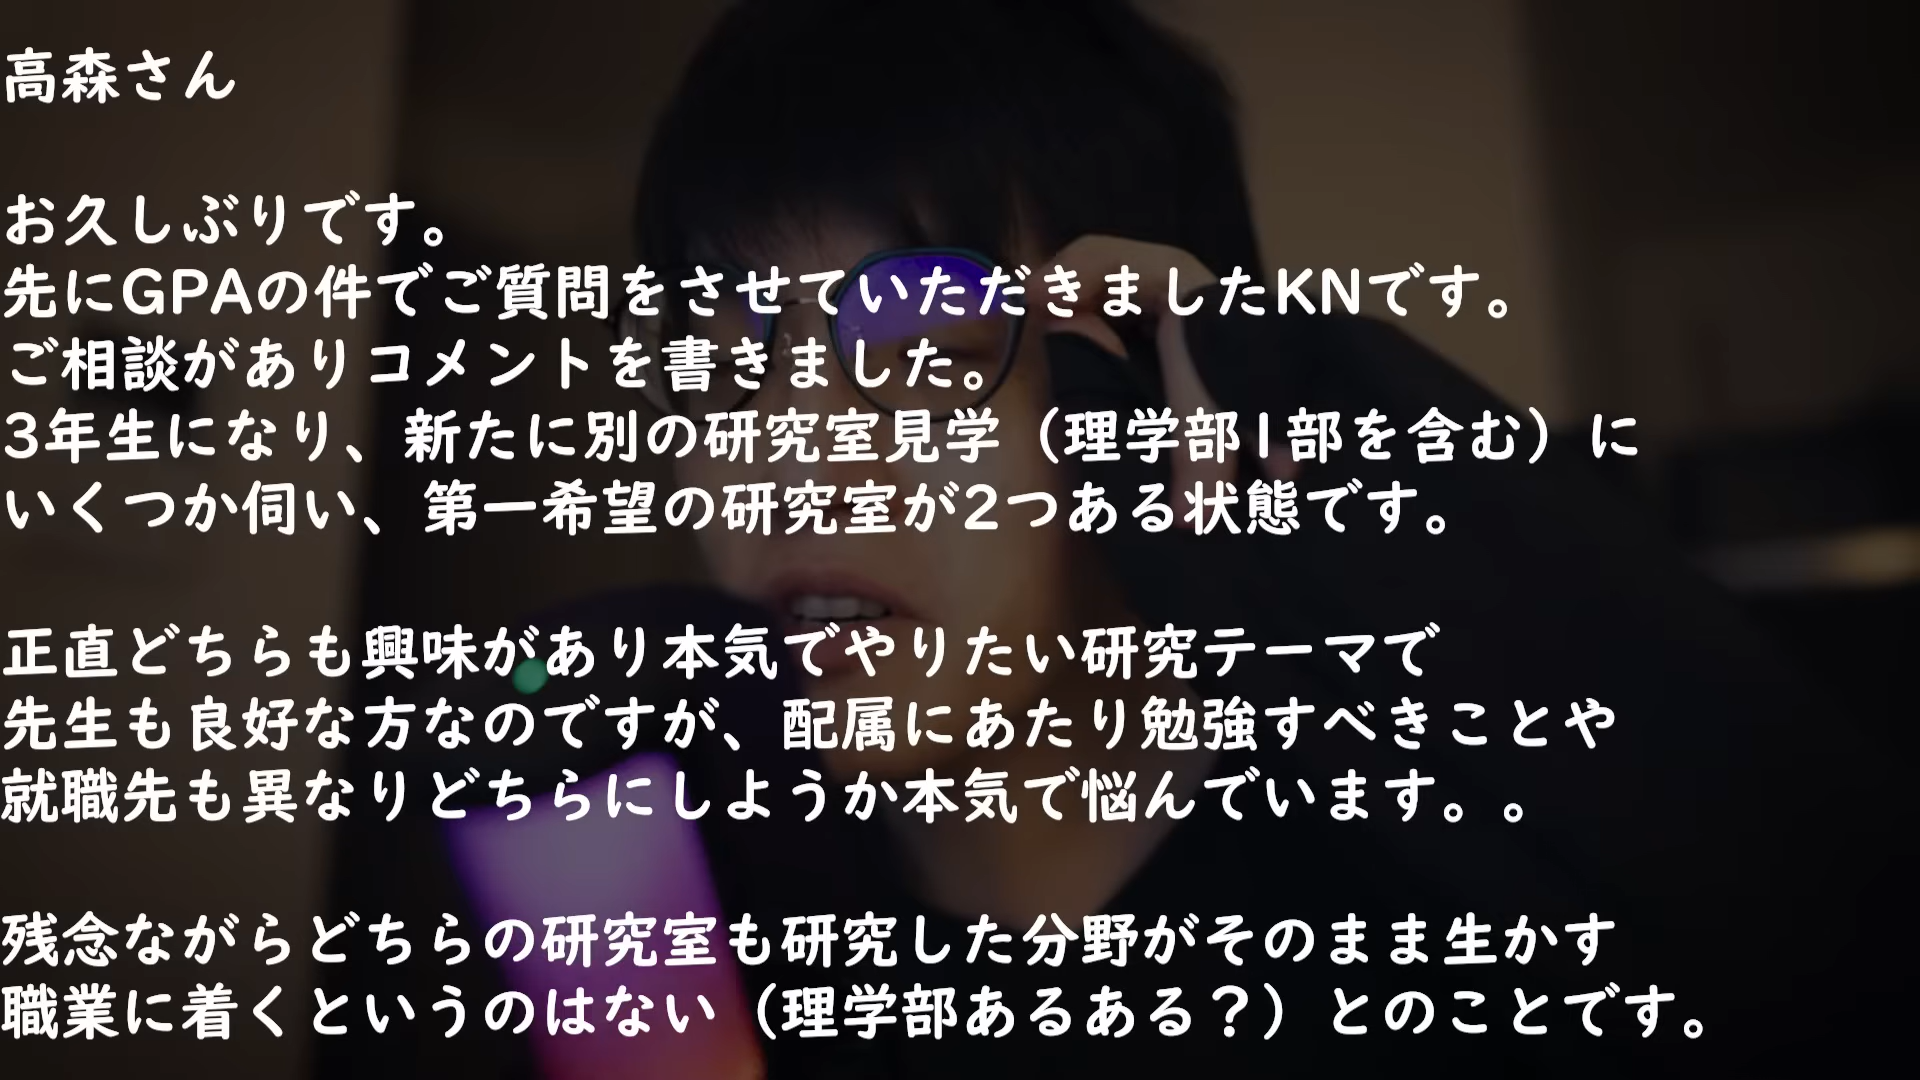 高森さん
お久しぶりです。
先にGPAの件でご質問をさせていただきましたKNです。
ご相談がありコメントを書きました。
3年生になり、新たに別の研究室見学（理学部1部を含む）に
いくつか伺い、第一希望の研究室が2つある状態です。
正直どちらも興味があり本気でやりたい研究テーマで
先生も良好な方なのですが、配属にあたり勉強すべきことや
就職先も異なりどちらにしようか本気で悩んでいます。。
残念ながらどちらの研究室も研究した分野がそのまま生かす
職業に着くというのはない（理学部あるある？）とのことです。